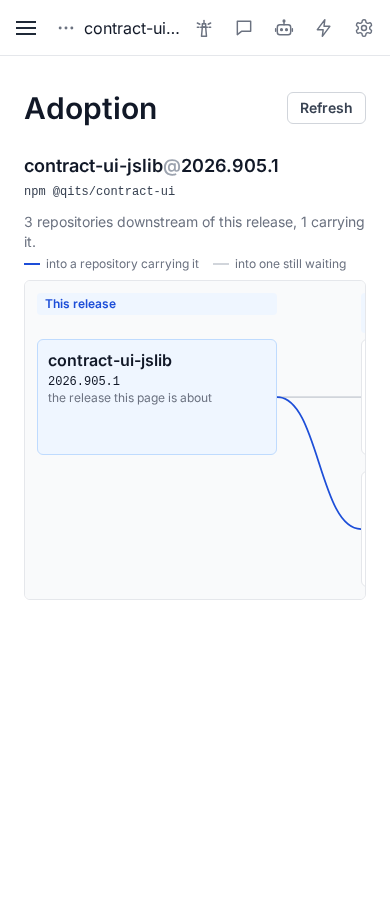 contract-ui...
Adoption
Refresh
contract-ui-jslib@2026.905.1
npm @qits/contract-ui
3 repositories downstream of this release, 1 carrying
it.
into a repository carrying it
into one still waiting
This release
contract-ui-jslib
2026.905.1
the release this page is about